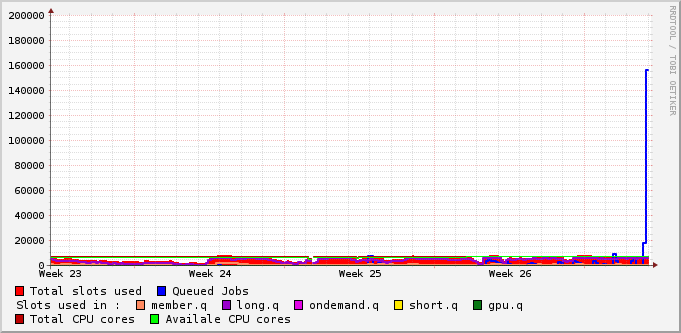 200000
180000
160000
140000
120000
100000
80000
60000
40000
20000
0
Week 23 Week 24 Week 25 Week 26
Total slots used Queued Jobs
Slots used in : member.q long.q ondemand.q short.q gpu.q
Total CPU cores Availale CPU cores
RRDTOOL / TOBI OETIKER